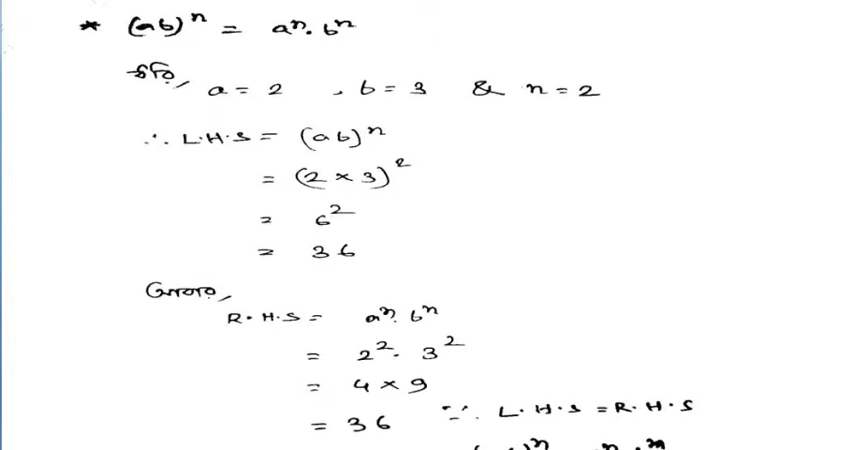 * (ab)ⁿ = aⁿ. bⁿ
ধরি, a = 2 , b = 3 & n = 2
∴ L.H.S = (ab)ⁿ
= (2 × 3)²
= 6²
= 36
আবার,
R.H.S = aⁿ. bⁿ
= 2². 3²
= 4 × 9
= 36 ∵ L.H.S = R.H.S